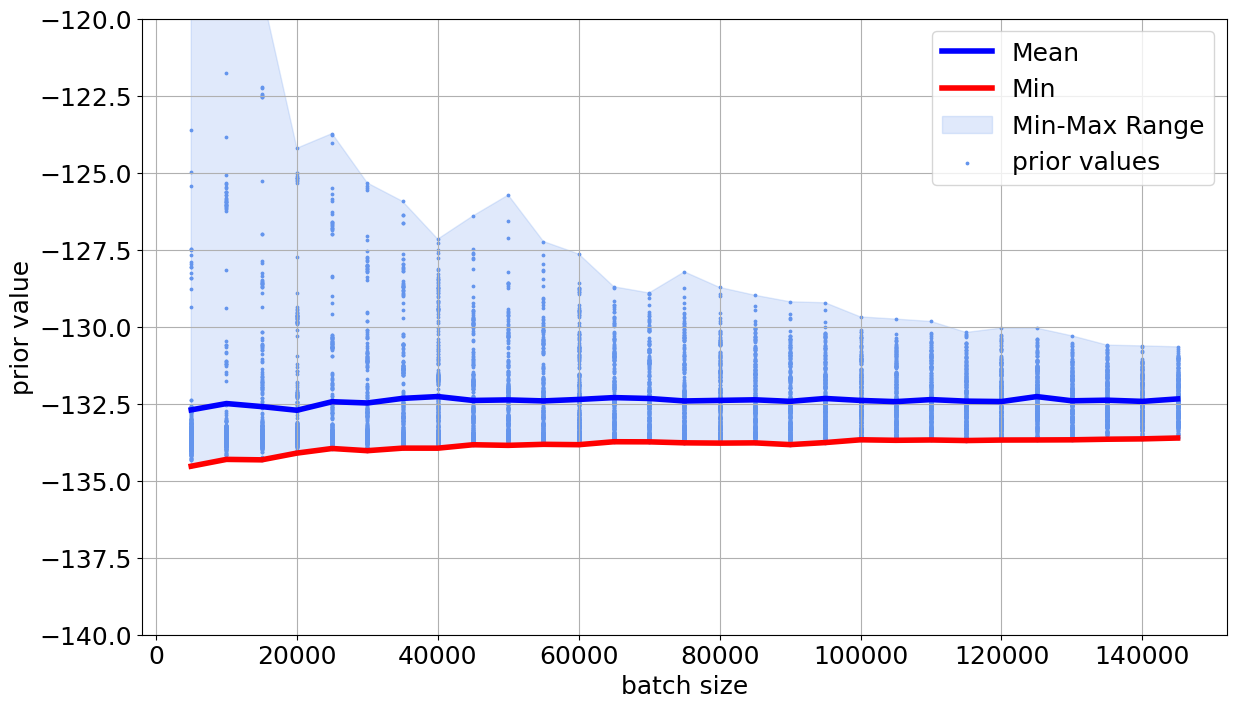 −120.0
−122.5
−125.0
−127.5
−130.0
−132.5
−135.0
−137.5
−140.0
prior value
Mean
Min
Min-Max Range
prior values
0 20000 40000 60000 80000 100000 120000 140000
batch size